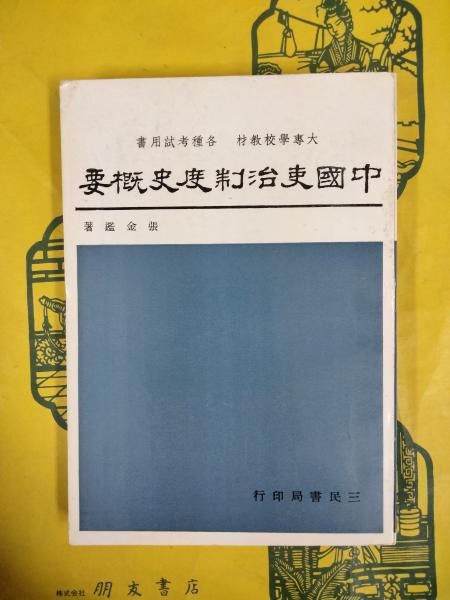 大專學校教材 各種考試用書
中國吏治制度史概要
張金鑑著
三民書局印行
株式会社 朋友書店